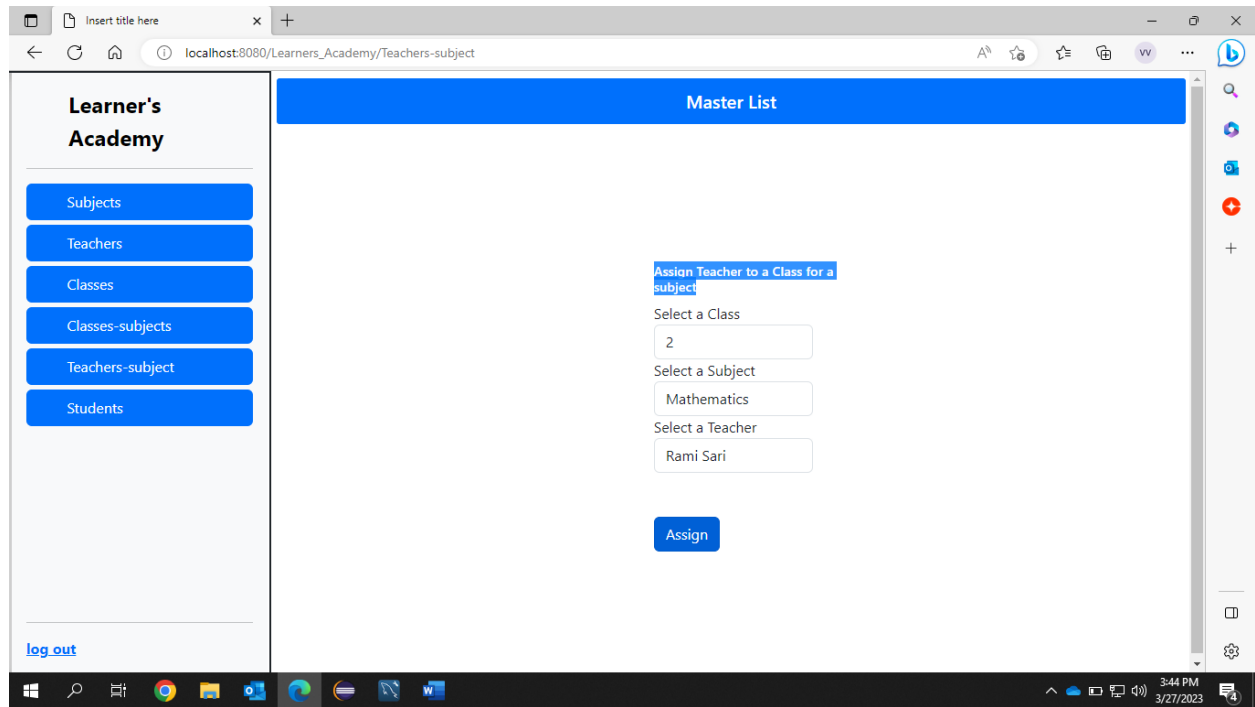 Insert title here
localhost:8080/Learners_Academy/Teachers-subject
VV
Learner's
Academy
Subjects
Teachers
Classes
Classes-subjects
Teachers-subject
Students
log out
Master List
Assign Teacher to a Class for a
subject
Select a Class
2
Select a Subject
Mathematics
Select a Teacher
Rami Sari
Assign
3:44 PM
3/27/2023
4